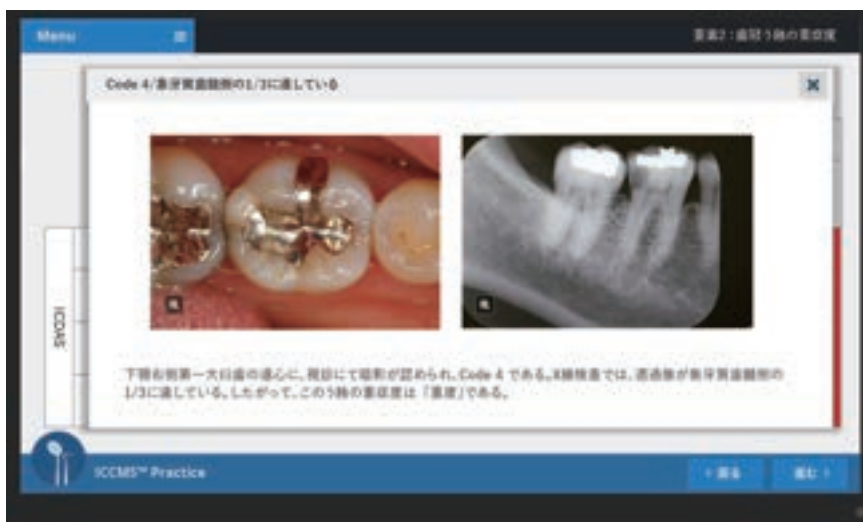 Menu
要素2：歯冠う蝕の重症度
Code 4/象牙質歯髄側の1/3に達している
ICDAS
下顎右側第一大臼歯の遠心に、視診にて暗影が認められ、Code 4 である。X線検査では、透過像が象牙質歯髄側の
1/3に達している。したがって、このう蝕の重症度は「重度」である。
ICCMS™ Practice
戻る
進む